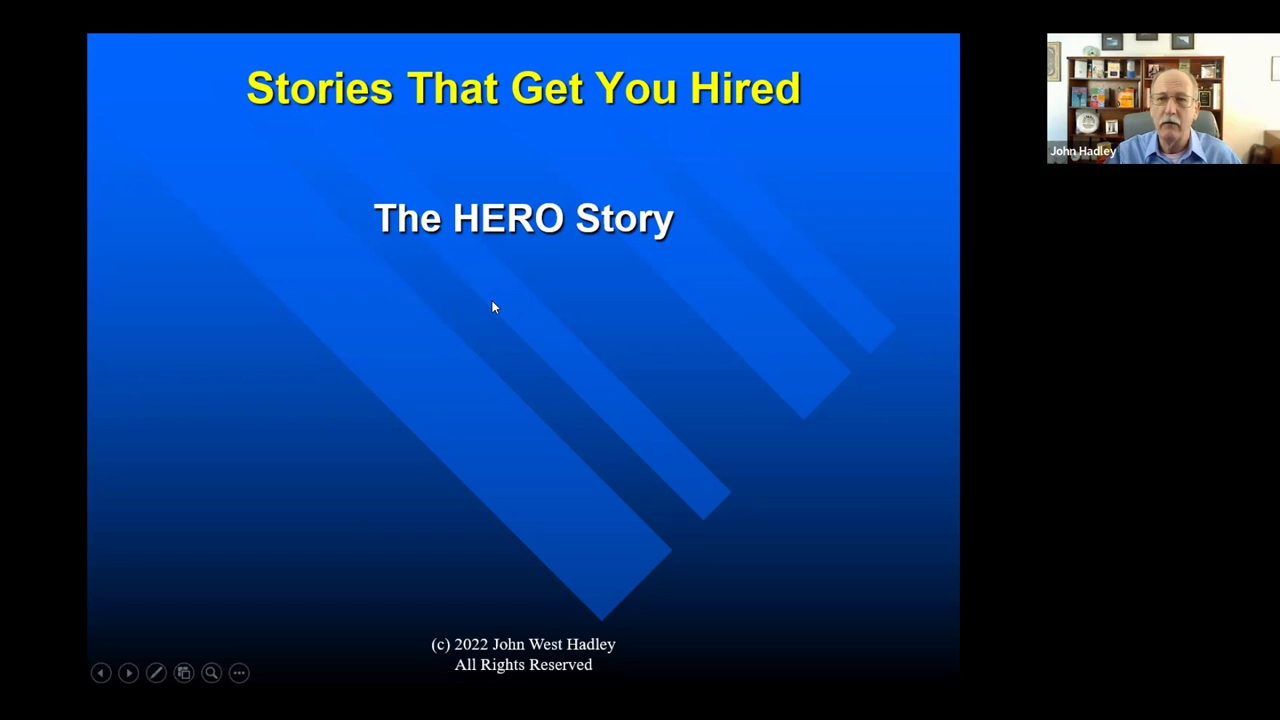 Stories That Get You Hired
John Hadley
The HERO Story
(c) 2022 John West Hadley
All Rights Reserved